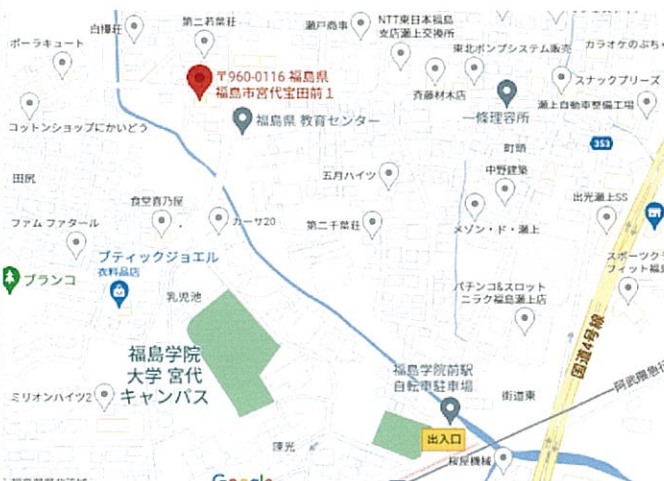 白樺荘
第二若葉荘
瀬戸商事
NTT東日本福島
支店瀬上交換所
ポーラキュート
東北ポンプシステム販売
カラオケのぶち
〒960-0116 福島県
福島市宮代宝田前1
斉藤材木店
スナックブリーズ
瀬上自動車整備工場
コットンショップにかいどう
福島県 教育センター
一條理容所
353
町頭
田尻
五月ハイツ
中野建築
食堂喜乃屋
出光瀬上SS
ファム ファタール
カーサ20
第二千葉荘
メゾン・ド・瀬上
ブティックジョエル
衣料品店
スポーツク
フィット福島
ブランコ
乳児池
パチンコ&スロット
ニラク福島瀬上店
福島学院
大学 宮代
キャンパス
国道4号線
福島学院前駅
自転車駐車場
阿武隈急行
ミリオンハイツ2
街道東
出入口
陳光
桜屋機械
Google